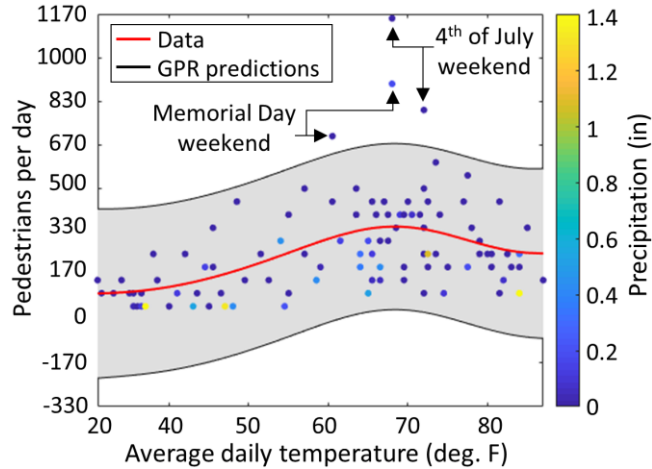 1170
1000
830
670
500
330
170
0
-170
-330
Pedestrians per day
Data
GPR predictions
4th of July
weekend
Memorial Day
weekend
20
40
50
60
70
80
Average daily temperature (deg. F)
1.4
1.2
1
0.8
0.6
0.4
0.2
0
Precipitation (in)